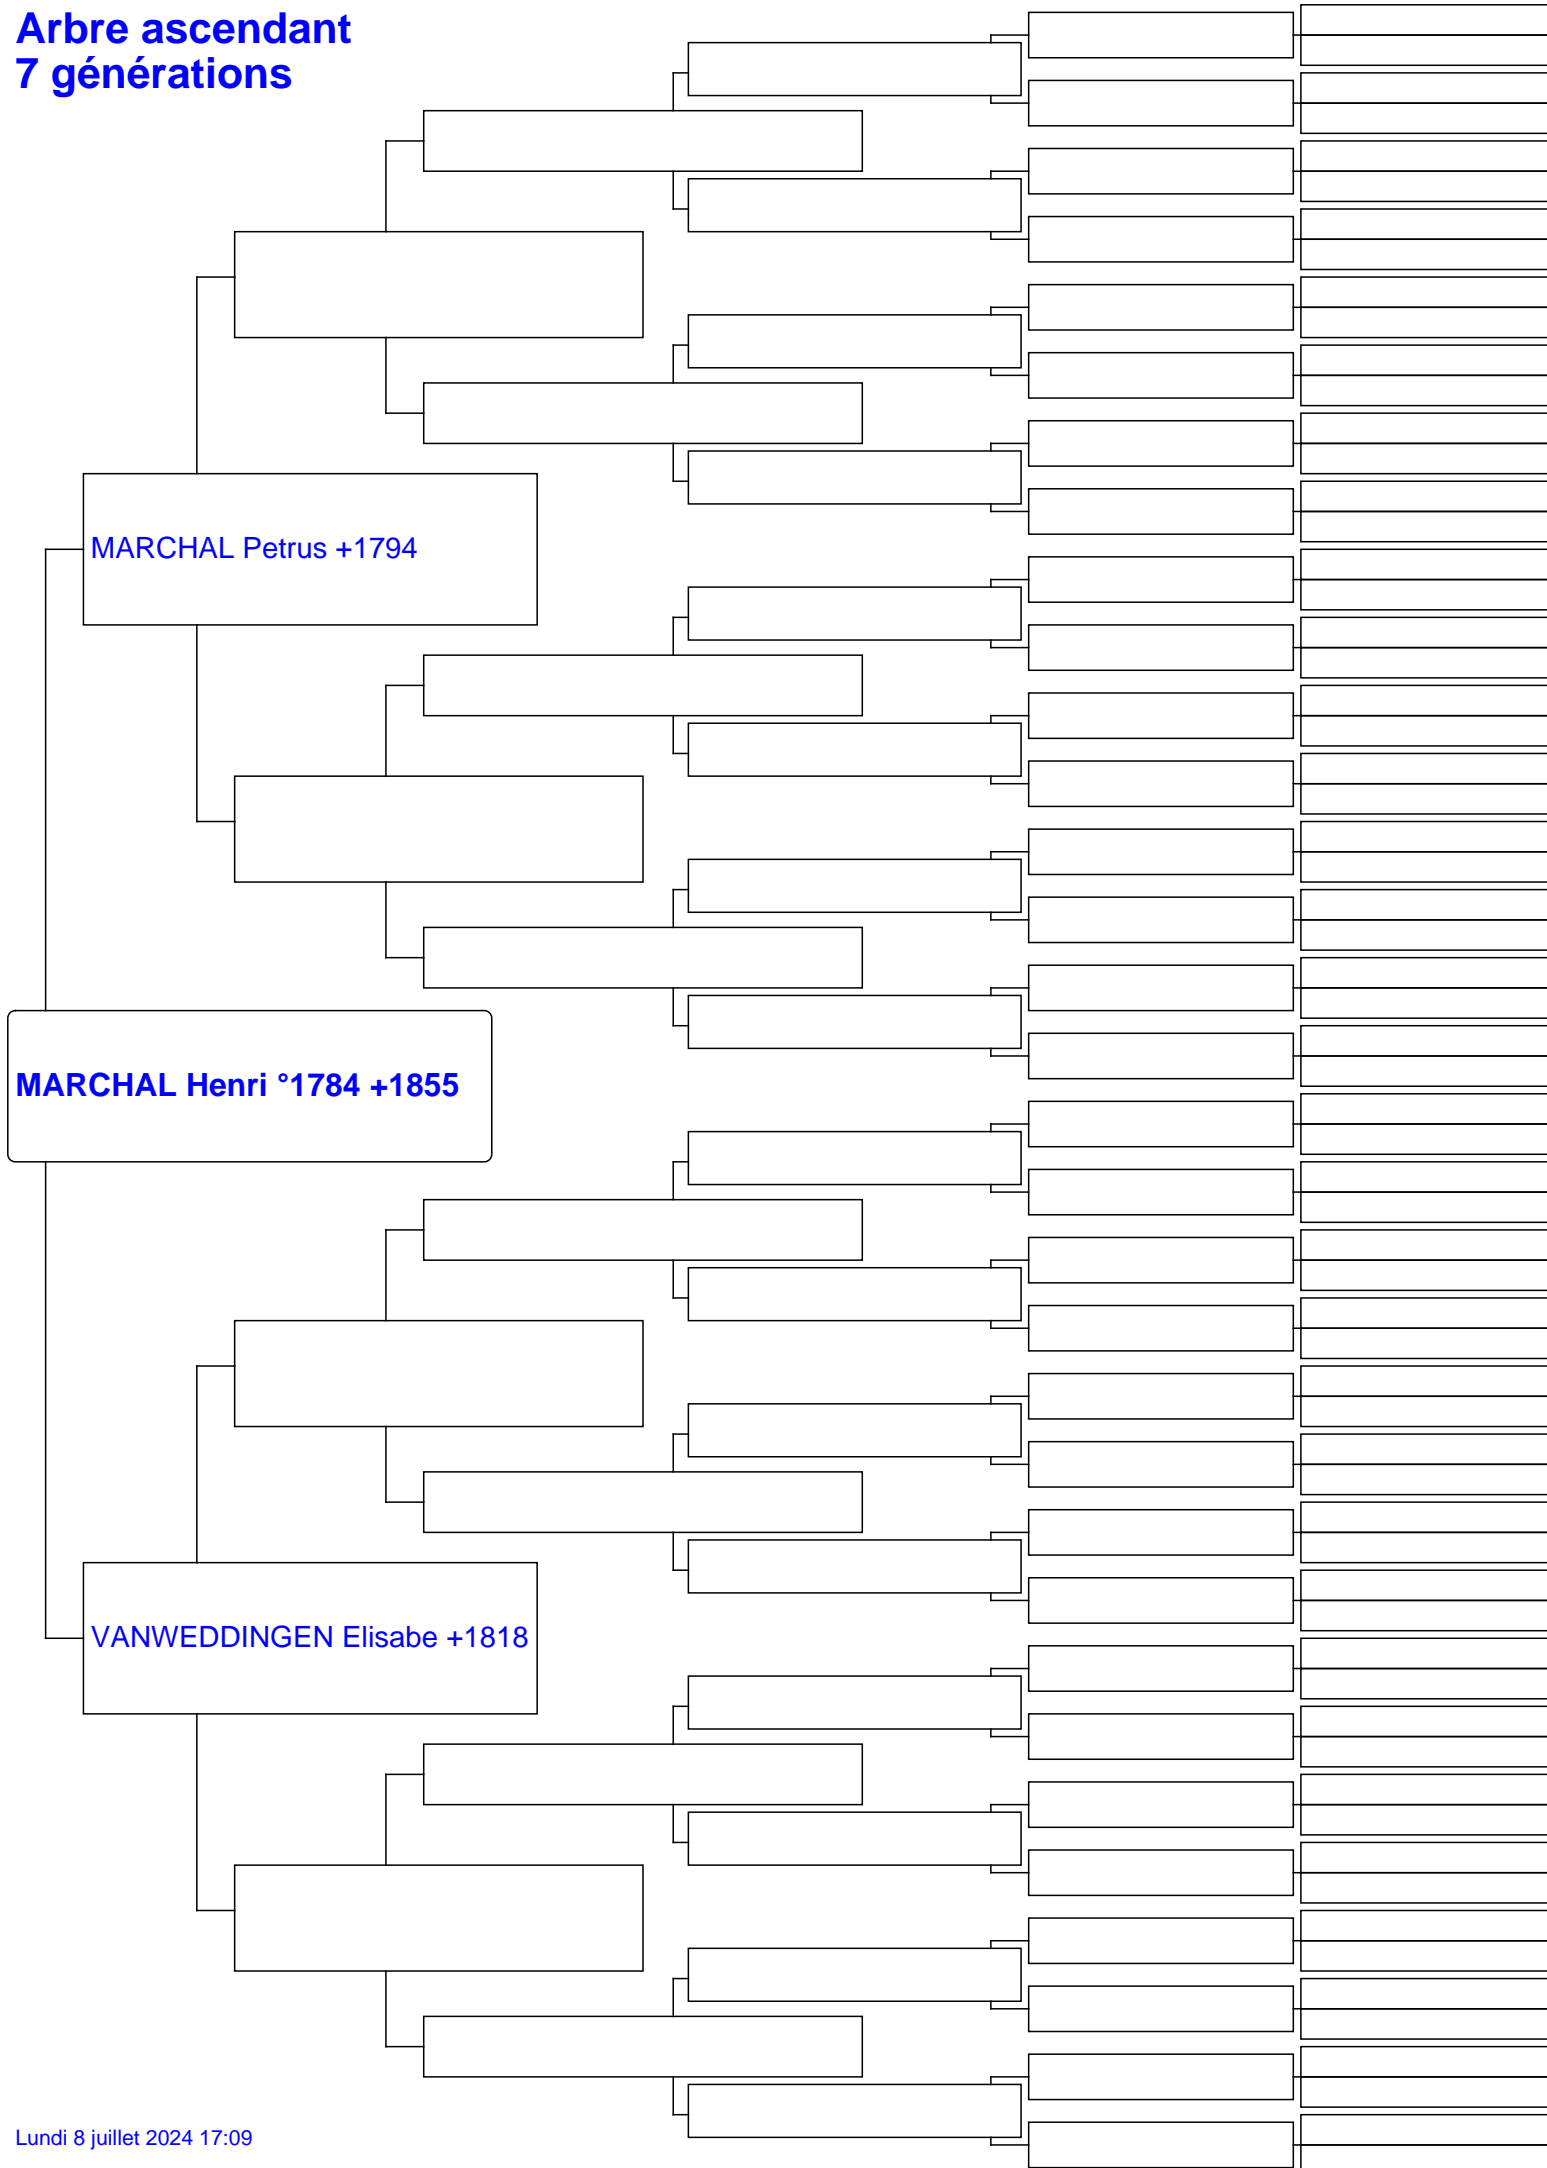 Arbre ascendant
7 générations
MARCHAL Petrus +1794
MARCHAL Henri °1784 +1855
VANWEDDINGEN Elisabe +1818
Lundi 8 juillet 2024 17:09